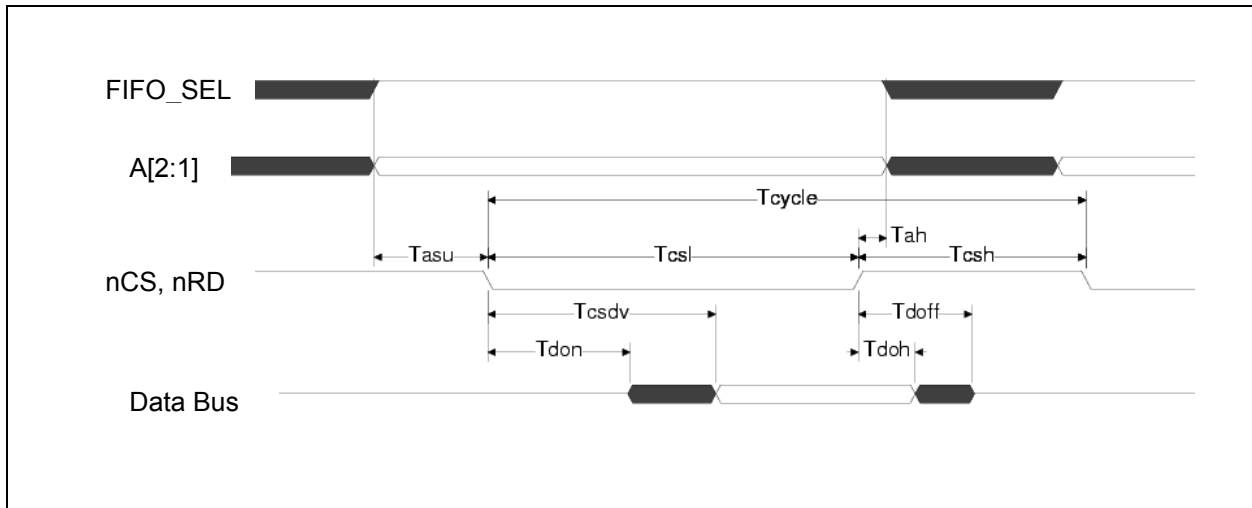 FIFO_SEL
A[2:1]
Tcycle
Tah
Tasu
Tcsl
Tcsh
nCS, nRD
Tcsdv
Tdoff
Tdon
Tdoh
Data Bus